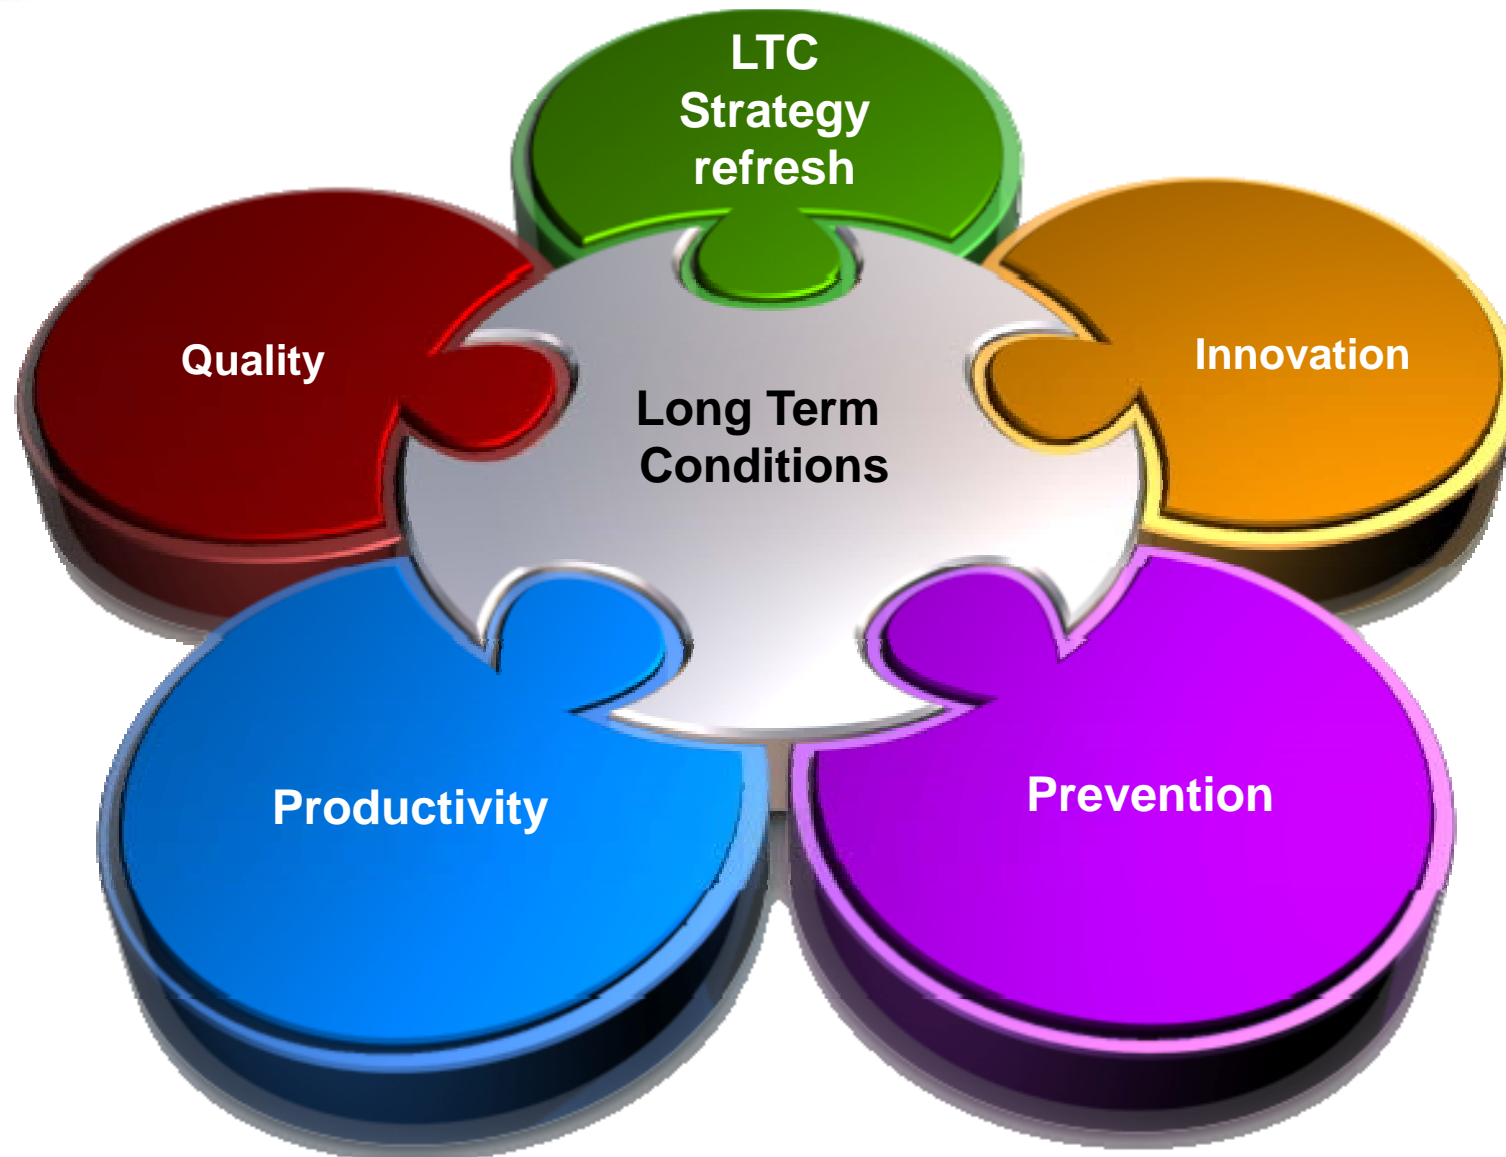 LTC
Strategy
refresh
Quality
Innovation
Long Term
Conditions
Productivity
Prevention